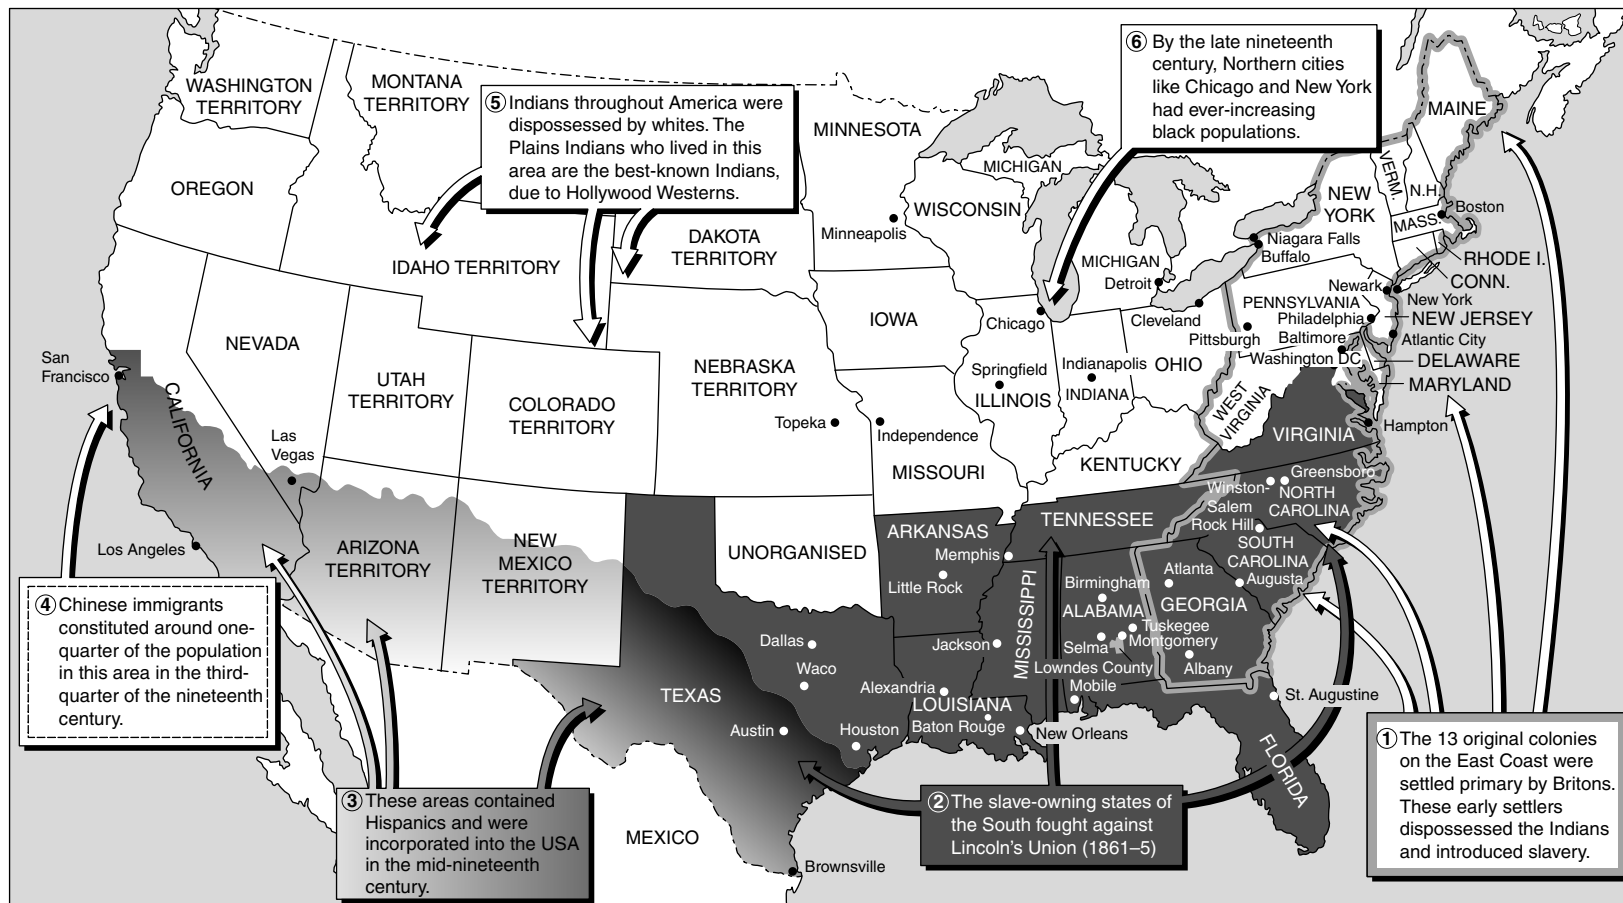 WASHINGTON
TERRITORY
MONTANA
TERRITORY
OREGON
IDAHO TERRITORY
DAKOTA
TERRITORY
MINNESOTA
Minneapolis
WISCONSIN
MICHIGAN
MICHIGAN
Detroit
MAINE
VERM.
N.H.
NEW
YORK
MASS.
Boston
RHODE I.
CONN.
Niagara Falls
Buffalo
Newark
New York
PENNSYLVANIA
Philadelphia
NEW JERSEY
Pittsburgh
Baltimore
Atlantic City
Washington DC
DELAWARE
MARYLAND
Cleveland
OHIO
Chicago
Springfield
ILLINOIS
Indianapolis
INDIANA
IOWA
NEBRASKA
TERRITORY
Topeka
Independence
MISSOURI
NEVADA
UTAH
TERRITORY
COLORADO
TERRITORY
San
Francisco
CALIFORNIA
Las
Vegas
Los Angeles
ARIZONA
TERRITORY
NEW
MEXICO
TERRITORY
UNORGANISED
KENTUCKY
WEST
VIRGINIA
VIRGINIA
Hampton
Greensboro
Winston-
Salem
NORTH
CAROLINA
Rock Hill
SOUTH
CAROLINA
Augusta
TENNESSEE
ARKANSAS
Memphis
Little Rock
MISSISSIPPI
Jackson
Birmingham
ALABAMA
Tuskegee
Selma
Montgomery
Lowndes County
Mobile
Atlanta
GEORGIA
Albany
St. Augustine
FLORIDA
Dallas
Waco
TEXAS
Austin
Houston
Alexandria
LOUISIANA
Baton Rouge
New Orleans
Brownsville
MEXICO
① The 13 original colonies
on the East Coast were
settled primary by Britons.
These early settlers
dispossessed the Indians
and introduced slavery.
② The slave-owning states of
the South fought against
Lincoln's Union (1861–5)
③ These areas contained
Hispanics and were
incorporated into the USA
in the mid-nineteenth
century.
④ Chinese immigrants
constituted around one-
quarter of the population
in this area in the third-
quarter of the nineteenth
century.
⑤ Indians throughout America were
dispossessed by whites. The
Plains Indians who lived in this
area are the best-known Indians,
due to Hollywood Westerns.
⑥ By the late nineteenth
century, Northern cities
like Chicago and New York
had ever-increasing
black populations.